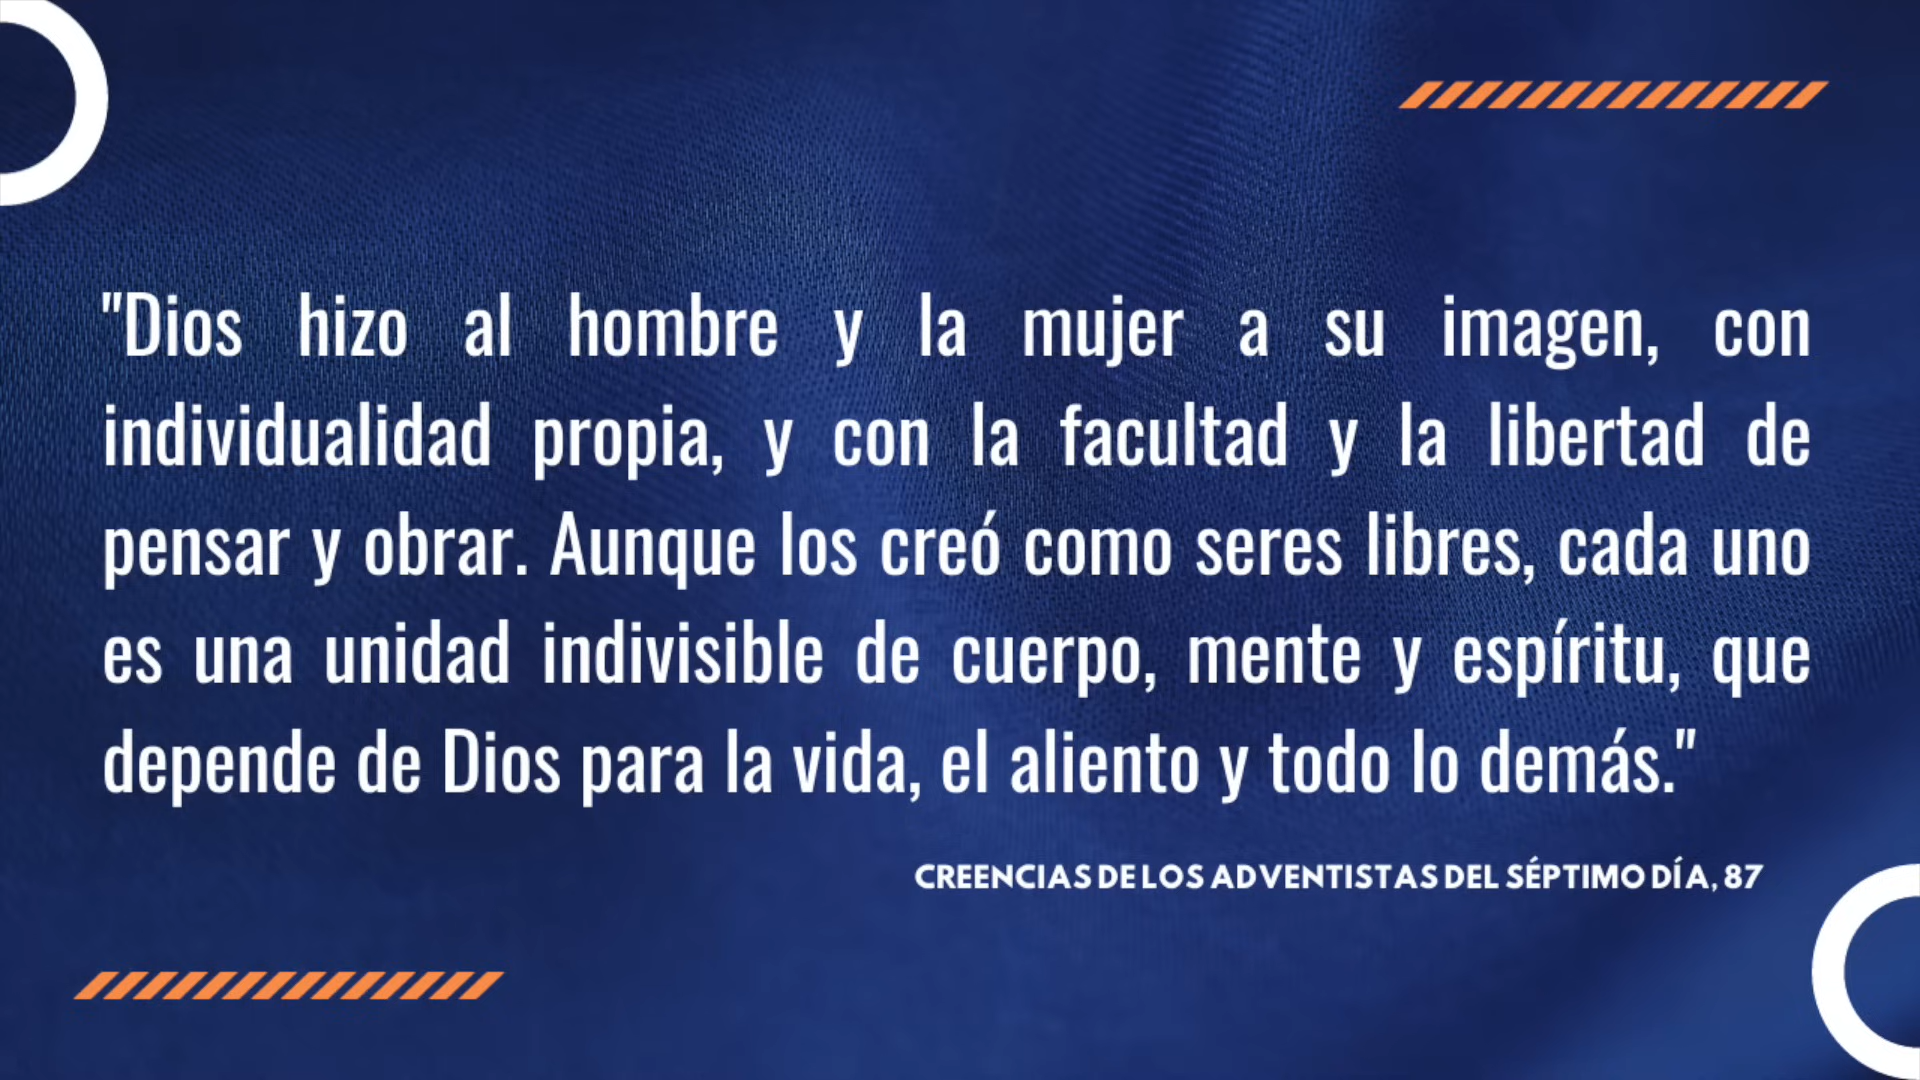 "Dios hizo al hombre y la mujer a su imagen, con
individualidad propia, y con la facultad y la libertad de
pensar y obrar. Aunque los creó como seres libres, cada uno
es una unidad indivisible de cuerpo, mente y espíritu, que
depende de Dios para la vida, el aliento y todo lo demás."
CREENCIAS DE LOS ADVENTISTAS DEL SÉPTIMO DÍA, 87